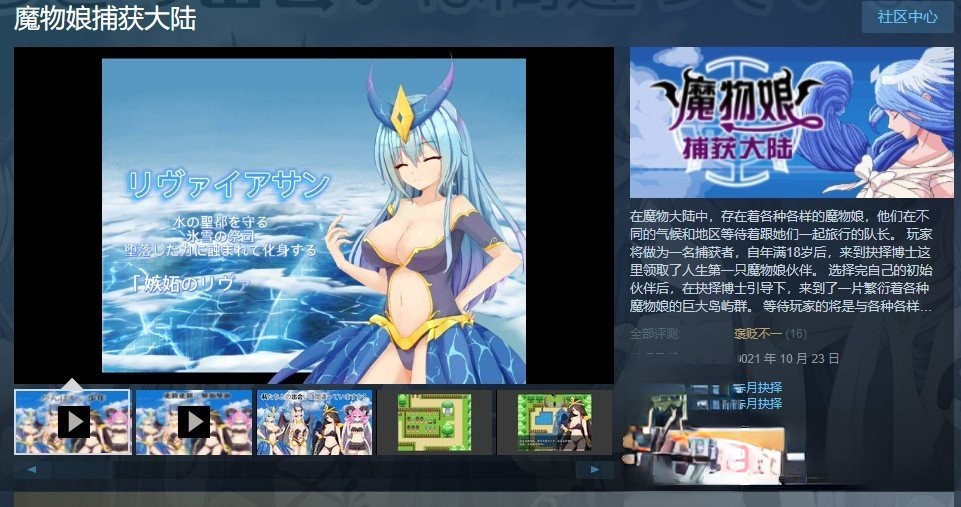 魔物娘捕获大陆
社区中心
リヴァイアサン
水の聖都を守る
氷雪の祭司
堕落した力に蝕まれて化身する
「嫉妬のリヴァ
魔物娘
捕获大陆
在魔物大陆中，存在着各种各样的魔物娘，他们在不
同的气候和地区等待着跟她们一起旅行的队长。 玩家
将做为一名捕获者，自年满18岁后，来到抉择博士这
里领取了人生第一只魔物娘伙伴。 选择完自己的初始
伙伴后，在抉择博士引导下，来到了一片繁衍着各种
魔物娘的巨大岛屿群。 等待玩家的将是与各种各样...
全部评测:
褒贬不一 (16)
021 年 10 月 23 日
月抉择
月抉择